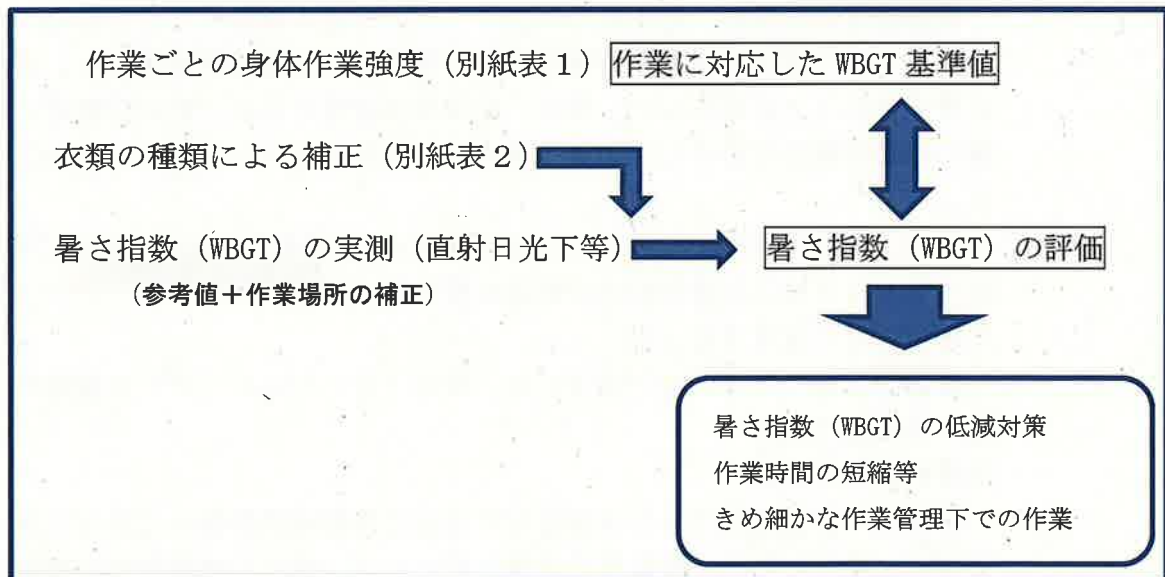 作業ごとの身体作業強度（別紙表１）作業に対応した WBGT 基準値
衣類の種類による補正（別紙表２）
暑さ指数（WBGT）の実測（直射日光下等）
暑さ指数（WBGT）の評価
（参考値＋作業場所の補正）
暑さ指数（WBGT）の低減対策
作業時間の短縮等
きめ細かな作業管理下での作業